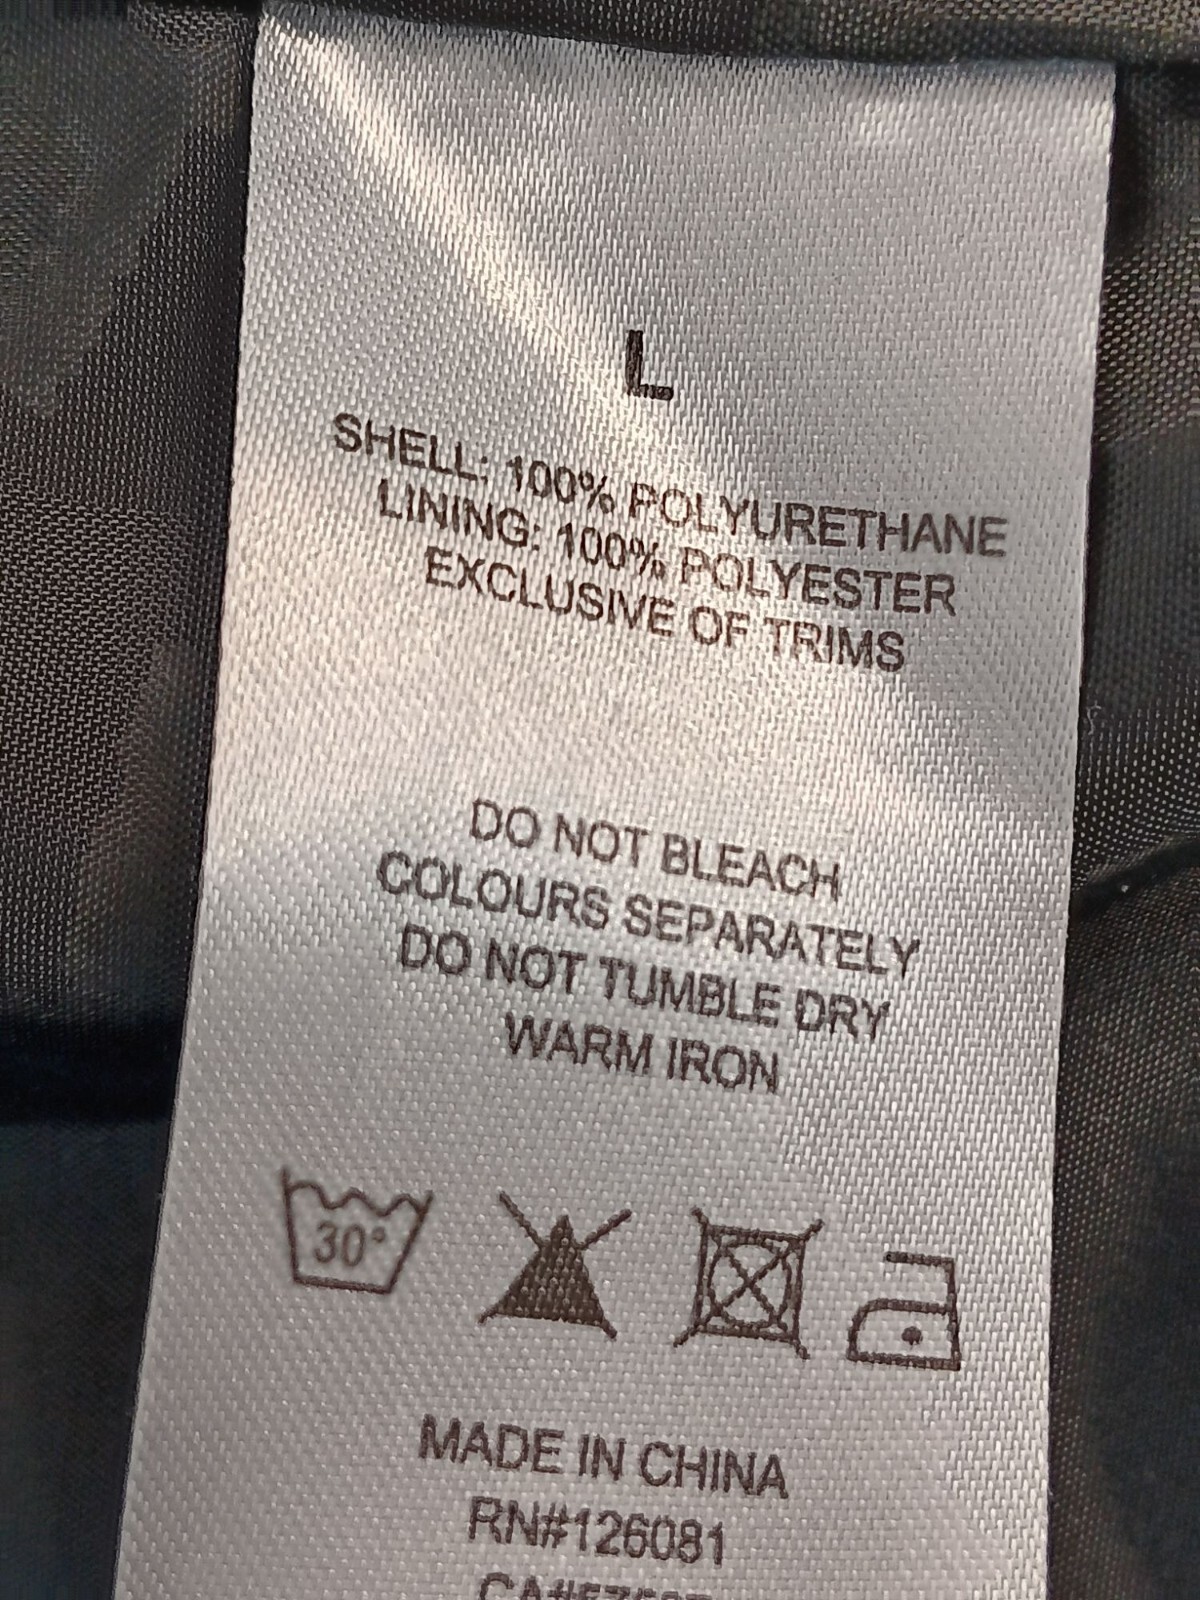 L
SHELL: 100% POLYURETHANE
LINING: 100% POLYESTER
EXCLUSIVE OF TRIMS
DO NOT BLEACH
COLOURS SEPARATELY
DO NOT TUMBLE DRY
WARM IRON
30°
MADE IN CHINA
RN#126081